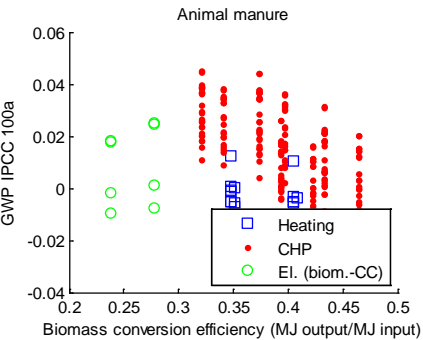 Animal manure
GWP IPCC 100a
0.06
0.04
0.02
0
-0.02
-0.04
Heating
CHP
El. (biom.-CC)
0.2 0.25 0.3 0.35 0.4 0.45 0.5
Biomass conversion efficiency (MJ output/MJ input)